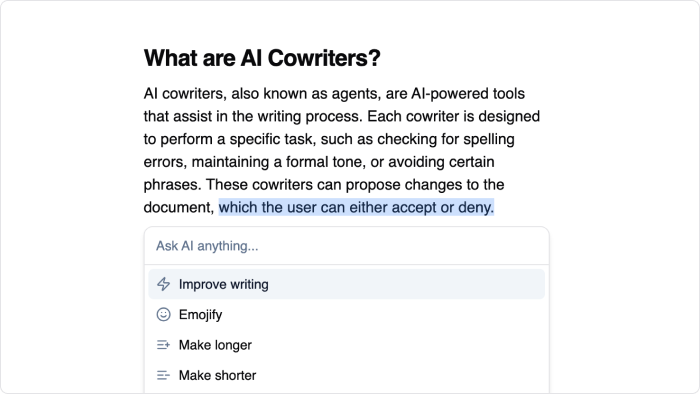 What are AI Cowriters?
AI cowriters, also known as agents, are AI-powered tools
that assist in the writing process. Each cowriter is designed
to perform a specific task, such as checking for spelling
errors, maintaining a formal tone, or avoiding certain
phrases. These cowriters can propose changes to the
document, which the user can either accept or deny.
Ask AI anything...
Improve writing
Emojify
Make longer
Make shorter